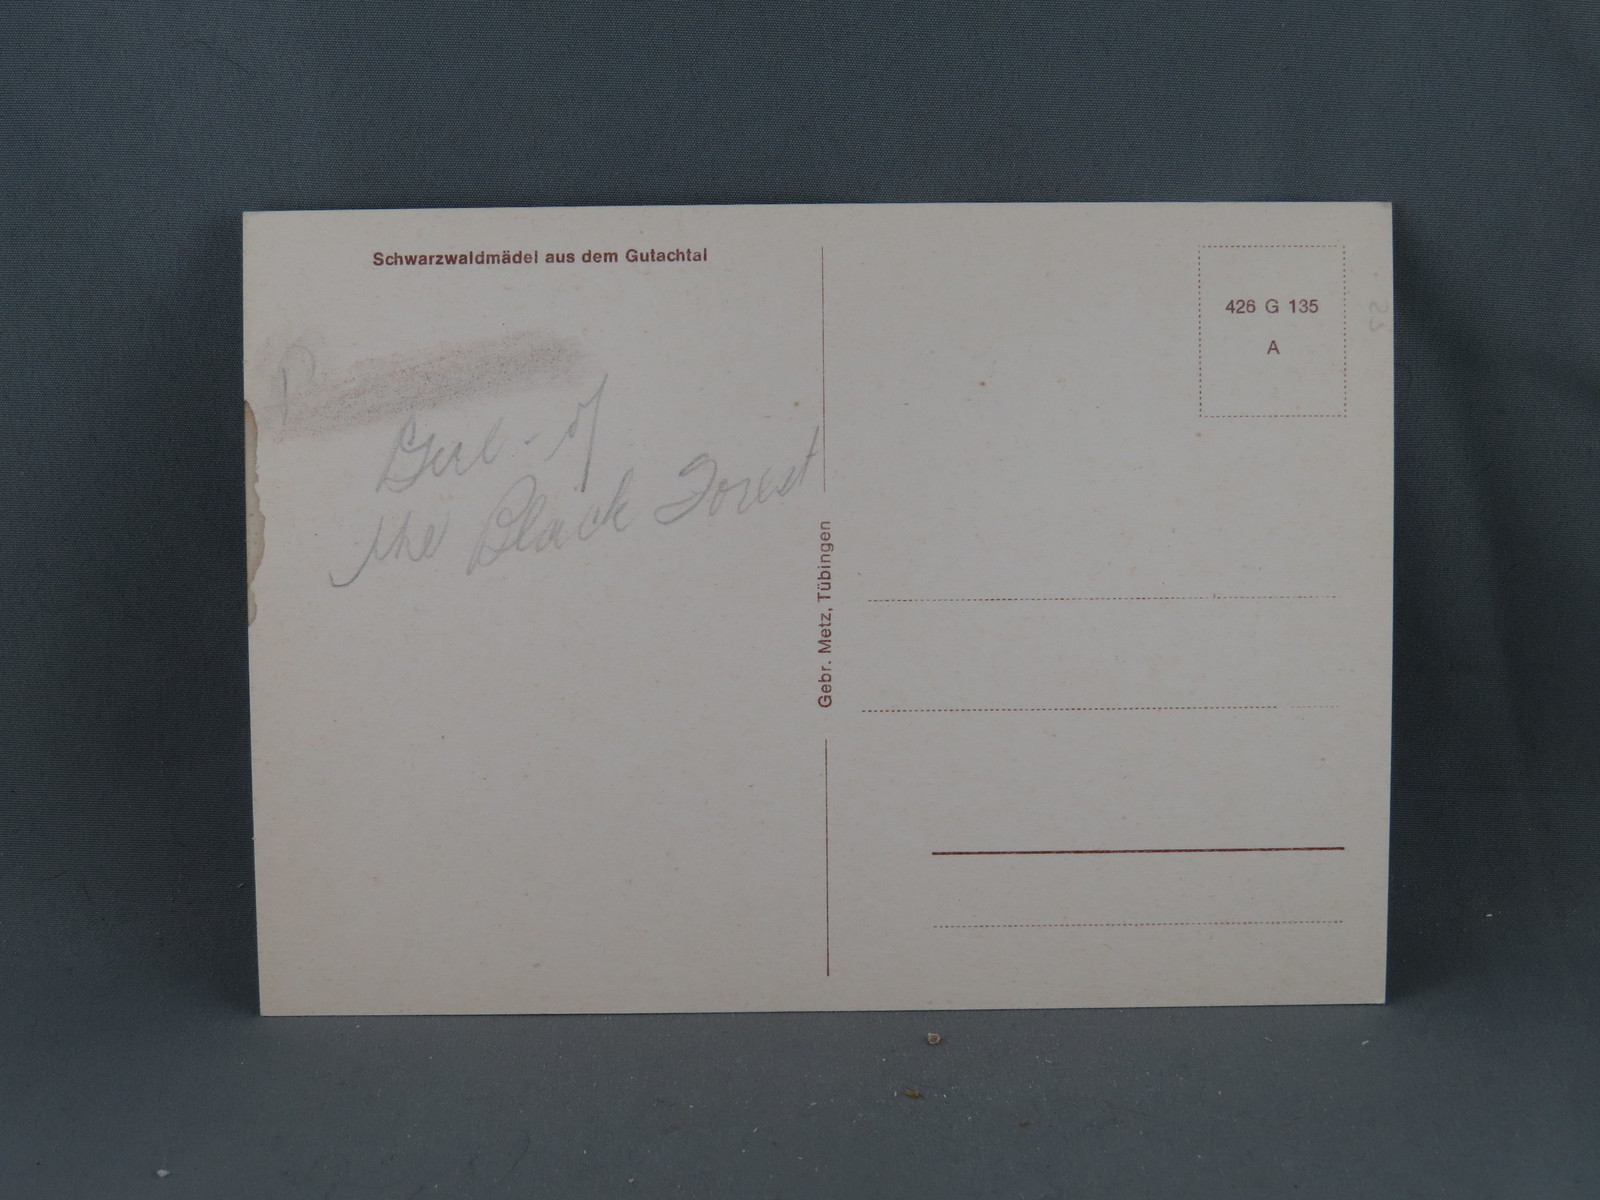 Schwarzwaldmädel aus dem Gutachtal
Girl - of
the Black Forest
Gebr. Metz, Tübingen
426 G 135
A